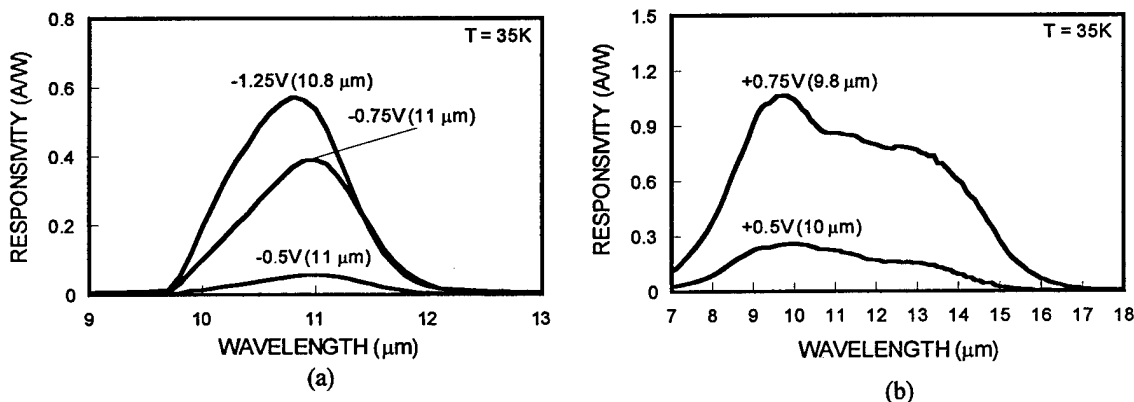 0.8
0.6
0.4
0.2
0
RESPONSIVITY (A/W)
T = 35K
-1.25V (10.8 µm)
-0.75V (11 µm)
-0.5V (11 µm)
9 10 11 12 13
WAVELENGTH (µm)
(a)
1.5
1.2
0.9
0.6
0.3
0
RESPONSIVITY (A/W)
T = 35K
+0.75V (9.8 µm)
+0.5V (10 µm)
7 8 9 10 11 12 13 14 15 16 17 18
WAVELENGTH (µm)
(b)